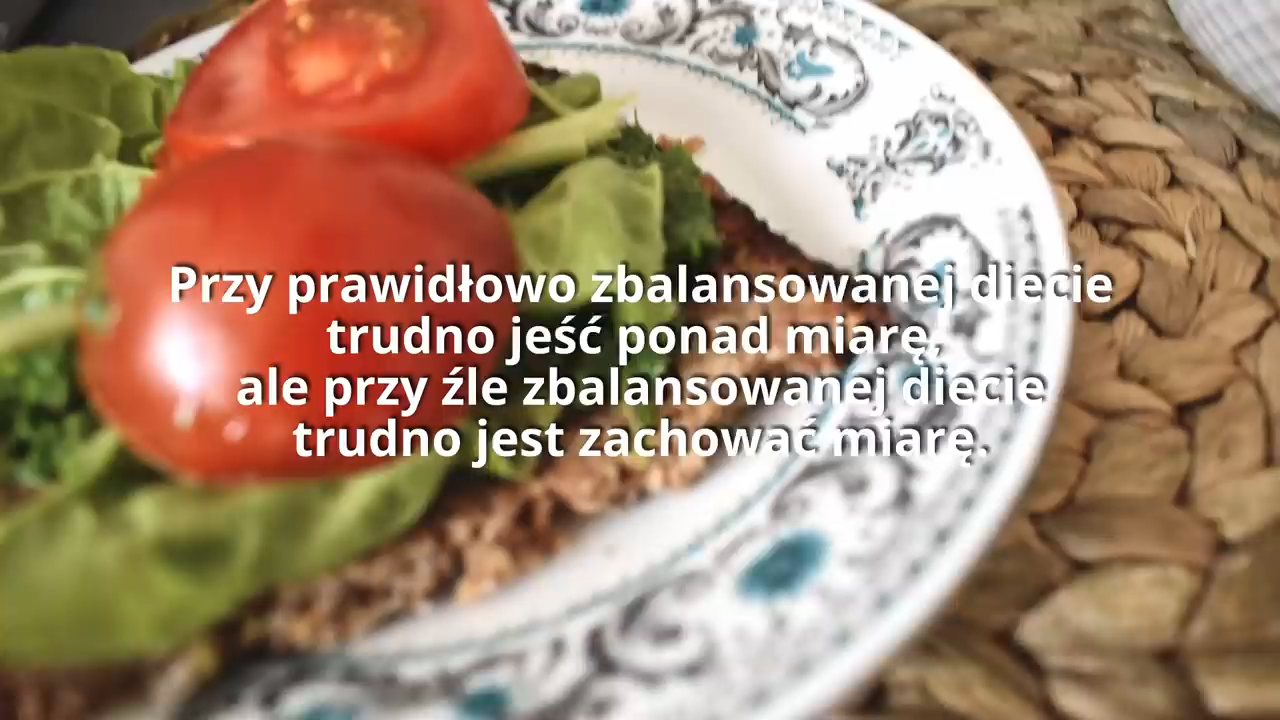 Przy prawidłowo zbalansowanej diecie
trudno jeść ponad miarę,
ale przy źle zbalansowanej diecie
trudno jest zachować miarę.